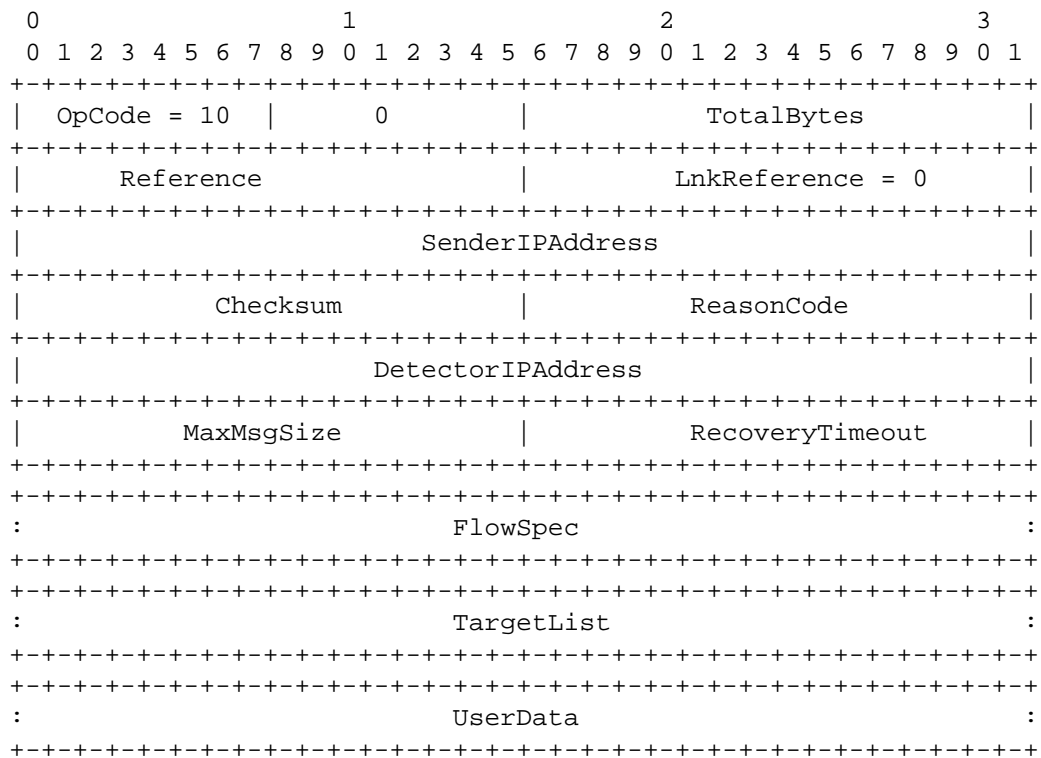 0                   1                   2                   3
 0 1 2 3 4 5 6 7 8 9 0 1 2 3 4 5 6 7 8 9 0 1 2 3 4 5 6 7 8 9 0 1
+-+-+-+-+-+-+-+-+-+-+-+-+-+-+-+-+-+-+-+-+-+-+-+-+-+-+-+-+-+-+-+-+
|  OpCode = 10  |      0        |           TotalBytes          |
+-+-+-+-+-+-+-+-+-+-+-+-+-+-+-+-+-+-+-+-+-+-+-+-+-+-+-+-+-+-+-+-+
|      Reference                |         LnkReference = 0      |
+-+-+-+-+-+-+-+-+-+-+-+-+-+-+-+-+-+-+-+-+-+-+-+-+-+-+-+-+-+-+-+-+
|                         SenderIPAddress                       |
+-+-+-+-+-+-+-+-+-+-+-+-+-+-+-+-+-+-+-+-+-+-+-+-+-+-+-+-+-+-+-+-+
|            Checksum           |          ReasonCode           |
+-+-+-+-+-+-+-+-+-+-+-+-+-+-+-+-+-+-+-+-+-+-+-+-+-+-+-+-+-+-+-+-+
|                      DetectorIPAddress                        |
+-+-+-+-+-+-+-+-+-+-+-+-+-+-+-+-+-+-+-+-+-+-+-+-+-+-+-+-+-+-+-+-+
|          MaxMsgSize           |          RecoveryTimeout      |
+-+-+-+-+-+-+-+-+-+-+-+-+-+-+-+-+-+-+-+-+-+-+-+-+-+-+-+-+-+-+-+-+
+-+-+-+-+-+-+-+-+-+-+-+-+-+-+-+-+-+-+-+-+-+-+-+-+-+-+-+-+-+-+-+-+
:                           FlowSpec                            :
+-+-+-+-+-+-+-+-+-+-+-+-+-+-+-+-+-+-+-+-+-+-+-+-+-+-+-+-+-+-+-+-+
+-+-+-+-+-+-+-+-+-+-+-+-+-+-+-+-+-+-+-+-+-+-+-+-+-+-+-+-+-+-+-+-+
:                           TargetList                          :
+-+-+-+-+-+-+-+-+-+-+-+-+-+-+-+-+-+-+-+-+-+-+-+-+-+-+-+-+-+-+-+-+
+-+-+-+-+-+-+-+-+-+-+-+-+-+-+-+-+-+-+-+-+-+-+-+-+-+-+-+-+-+-+-+-+
:                           UserData                            :
+-+-+-+-+-+-+-+-+-+-+-+-+-+-+-+-+-+-+-+-+-+-+-+-+-+-+-+-+-+-+-+-+